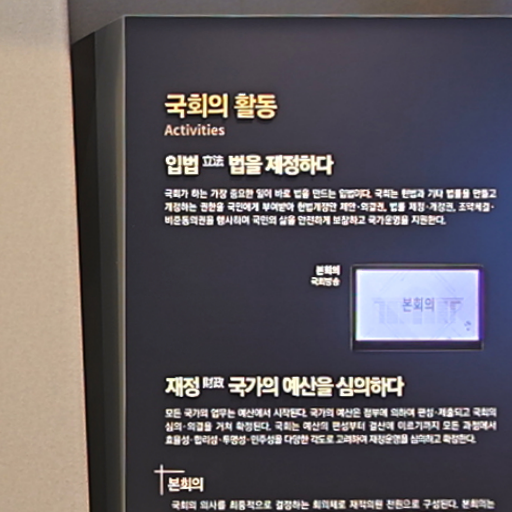 국회의 활동
Activities
입법 立法 법을 제정하다
국회가 하는 가장 중요한 일이 바로 법을 만드는 입법이다. 국회는 헌법과 기타 법률을 만들고
개정하는 권한을 국민에게 부여받아 헌법개정안 제안·의결권, 법률 제정·개정권, 조약체결·
비준동의권을 행사하며 국민의 삶을 안전하게 보장하고 국가운영을 지원한다.
본회의
국회방송
본회의
재정 財政 국가의 예산을 심의하다
모든 국가의 업무는 예산에서 시작된다. 국가의 예산은 정부에 의하여 편성·제출되고 국회의
심의·의결을 거쳐 확정된다. 국회는 예산의 편성부터 결산에 이르기까지 모든 과정에서
효율성·합리성·투명성·민주성을 다양한 각도로 고려하여 재정운영을 심의하고 확정한다.
본회의
국회의 의사를 최종적으로 결정하는 회의체로 재적의원 전원으로 구성된다. 본회의는